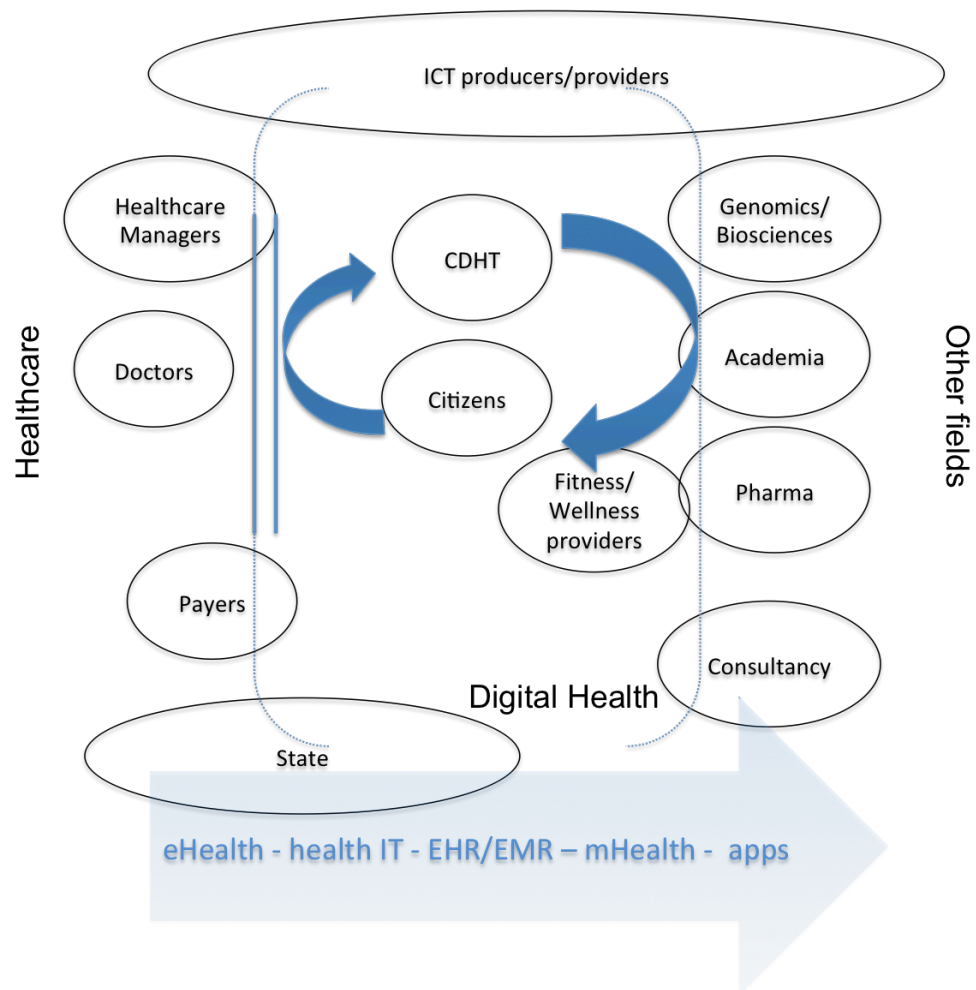 ICT producers/providers
Healthcare
Managers
CDHT
Genomics/
Biosciences
Healthcare
Doctors
Citizens
Academia
Other fields
Fitness/
Wellness
providers
Pharma
Payers
Consultancy
Digital Health
State
eHealth - health IT - EHR/EMR – mHealth - apps